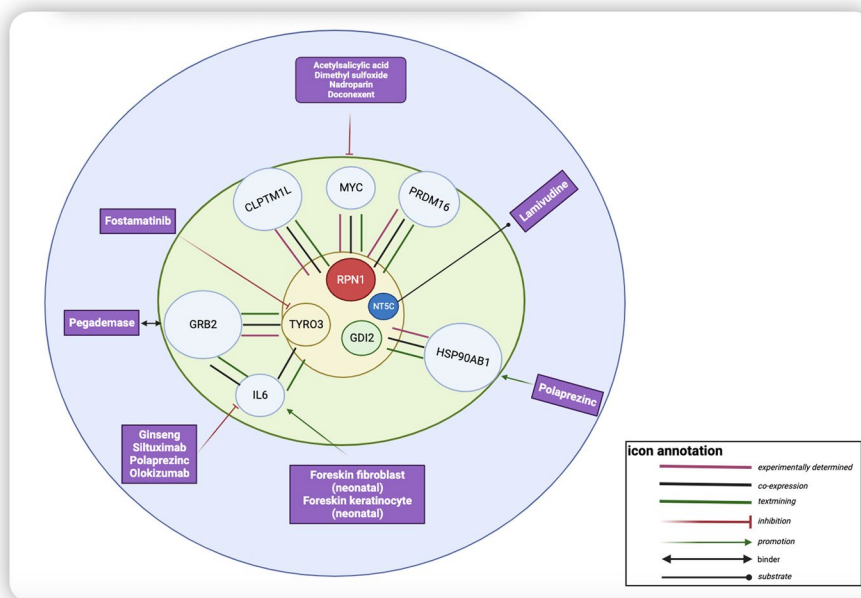 Acetylsalicylic acid
Dimethyl sulfoxide
Nadroparin
Doconexent
CLPTM1L
MYC
PRDM16
Lamivudine
Fostamatinib
RPN1
NT5C
Pegademase
GRB2
TYRO3
GDI2
HSP90AB1
Polaprezinc
IL6
Ginseng
Siltuximab
Polaprezinc
Olokizumab
Foreskin fibroblast
(neonatal)
Foreskin keratinocyte
(neonatal)
icon annotation
experimentally determined
co-expression
textmining
inhibition
promotion
binder
substrate